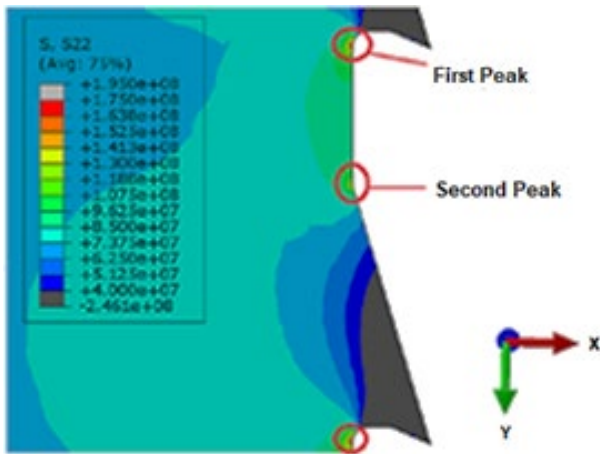 S, S22
(Avg: 75%)
+1.950e+08
+1.750e+08
+1.638e+08
+1.525e+08
+1.413e+08
+1.300e+08
+1.188e+08
+1.075e+08
+9.625e+07
+8.500e+07
+7.375e+07
+6.250e+07
+5.125e+07
+4.000e+07
-2.461e+08
First Peak
Second Peak
X
Y